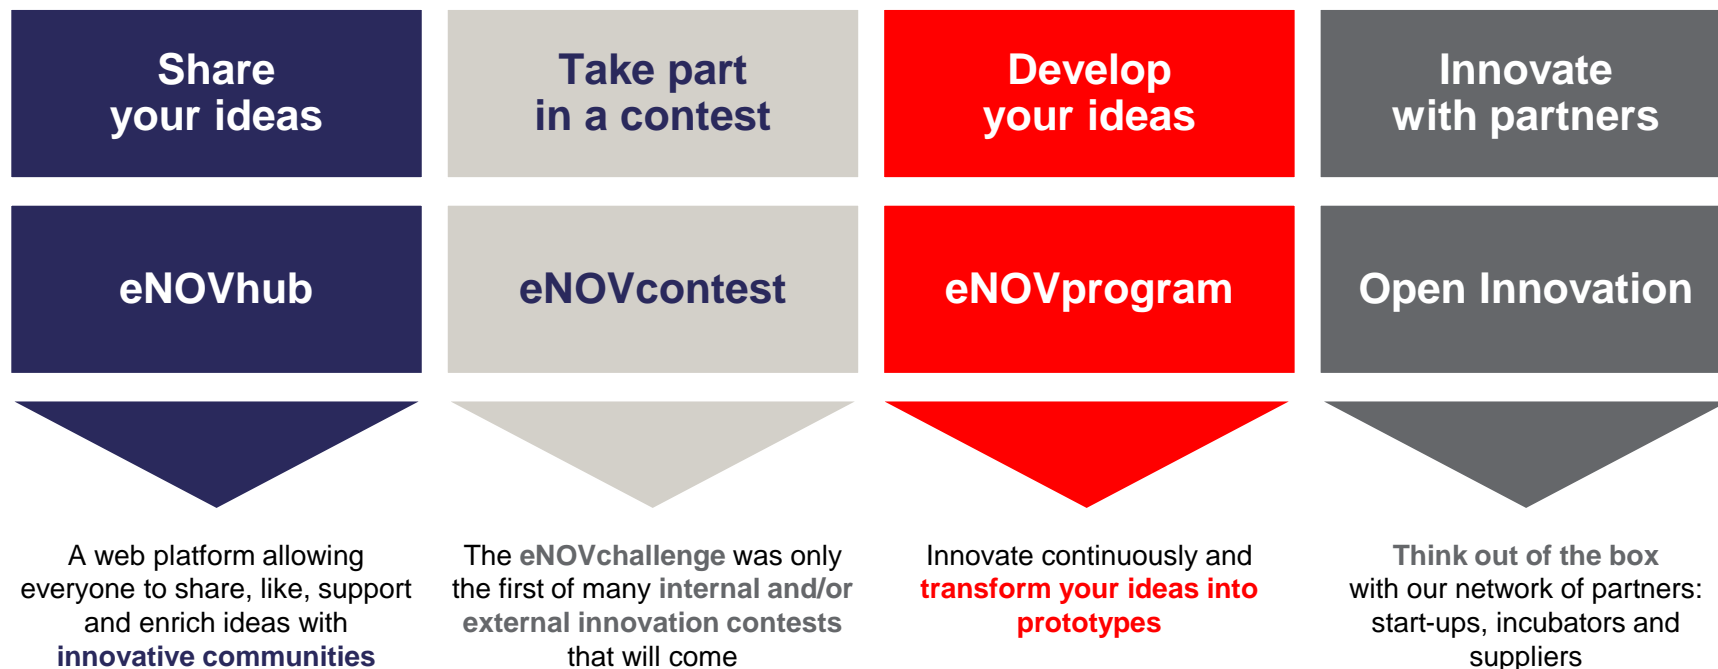 Share
your ideas
Take part
in a contest
Develop
your ideas
Innovate
with partners
eNOVhub
eNOVcontest
eNOVprogram
Open Innovation
A web platform allowing
everyone to share, like, support
and enrich ideas with
innovative communities
The eNOVchallenge was only
the first of many internal and/or
external innovation contests
that will come
Innovate continuously and
transform your ideas into
prototypes
Think out of the box
with our network of partners:
start-ups, incubators and
suppliers